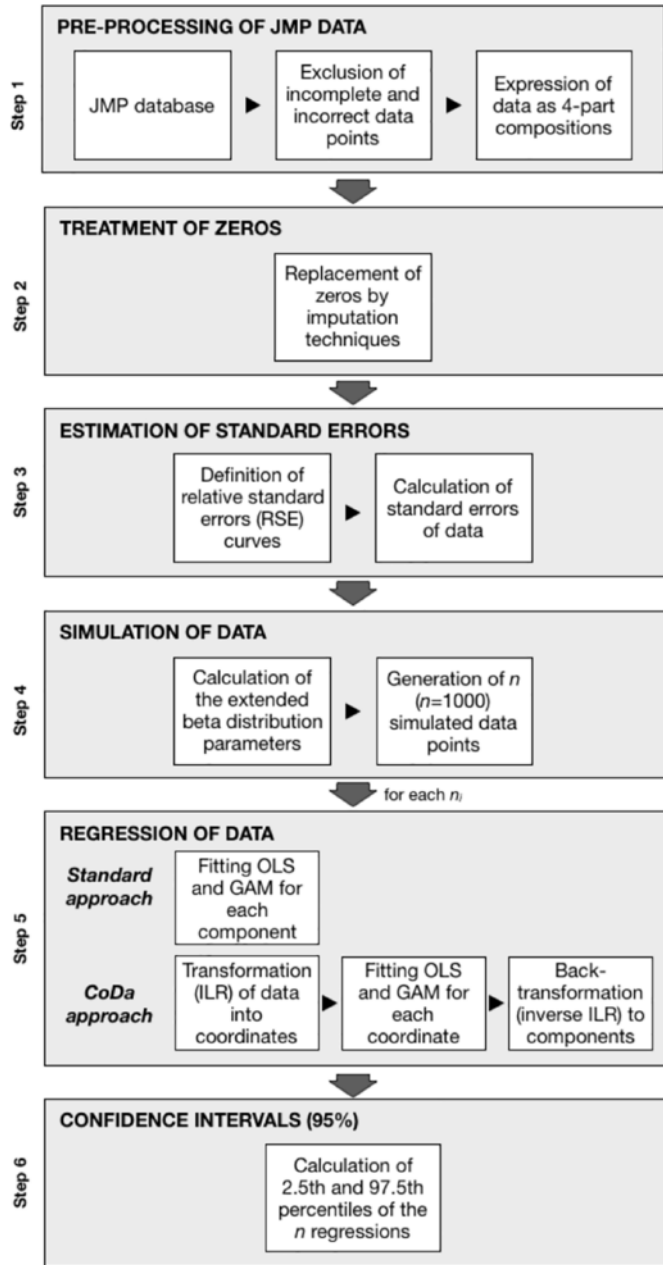 PRE-PROCESSING OF JMP DATA
Step 1
JMP database
Exclusion of
incomplete and
incorrect data
points
Expression of
data as 4-part
compositions
TREATMENT OF ZEROS
Step 2
Replacement of
zeros by
imputation
techniques
ESTIMATION OF STANDARD ERRORS
Step 3
Definition of
relative standard
errors (RSE)
curves
Calculation of
standard errors
of data
SIMULATION OF DATA
Step 4
Calculation of
the extended
beta distribution
parameters
Generation of n
(n=1000)
simulated data
points
for each nᵢ
REGRESSION OF DATA
Step 5
Standard
approach
Fitting OLS
and GAM for
each
component
CoDa
approach
Transformation
(ILR) of data
into
coordinates
Fitting OLS
and GAM for
each
coordinate
Back-
transformation
(inverse ILR) to
components
CONFIDENCE INTERVALS (95%)
Step 6
Calculation of
2.5th and 97.5th
percentiles of the
n regressions